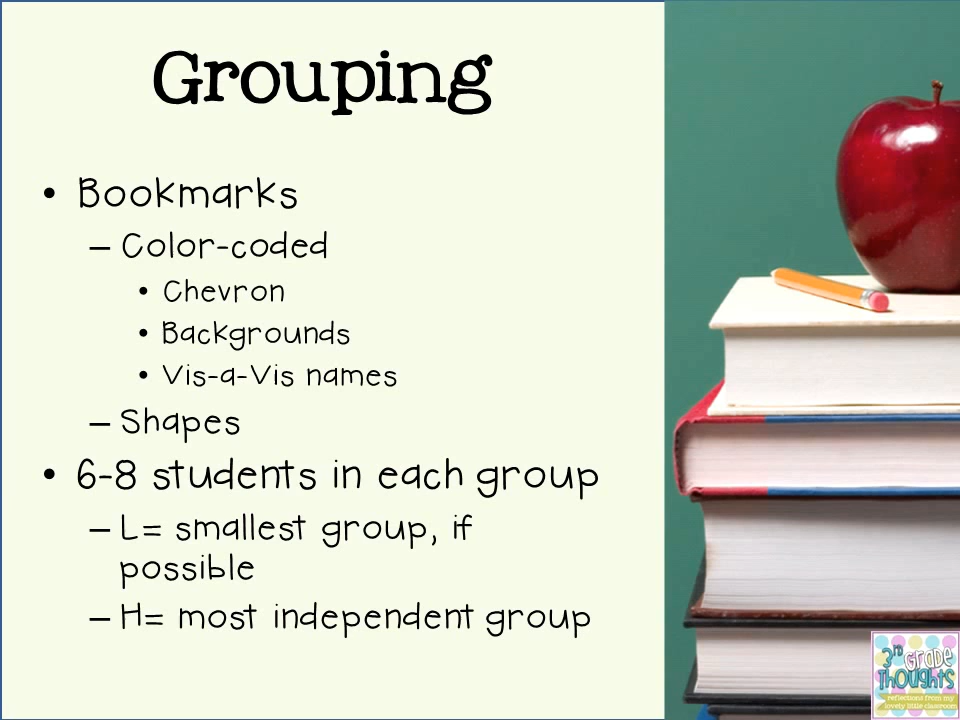 Grouping
• Bookmarks
– Color-coded
• Chevron
• Backgrounds
• Vis-a-Vis names
– Shapes
• 6-8 students in each group
– L= smallest group, if
possible
– H= most independent group
3rd Grade
Thoughts
reflections from my
lovely little classroom